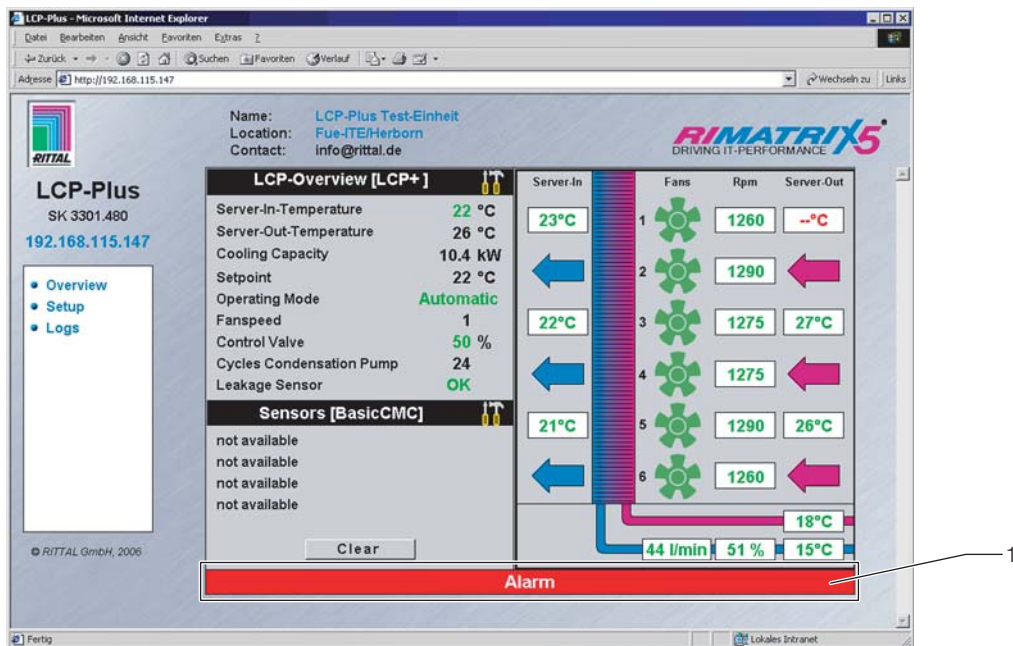 LCP-Plus - Microsoft Internet Explorer
Datei Bearbeiten Ansicht Favoriten Extras ?
Zurück Suchen Favoriten Verlauf
Adresse http://192.168.115.147 Wechseln zu Links
RITTAL
Name: LCP-Plus Test-Einheit
Location: Fue-ITE/Herborn
Contact: info@rittal.de
RIMATRIX5
DRIVING IT-PERFORMANCE
LCP-Plus
SK 3301.480
192.168.115.147
Overview
Setup
Logs
© RITTAL GmbH, 2006
LCP-Overview [LCP+]
Server-In-Temperature 22 °C
Server-Out-Temperature 26 °C
Cooling Capacity 10.4 kW
Setpoint 22 °C
Operating Mode Automatic
Fanspeed 1
Control Valve 50 %
Cycles Condensation Pump 24
Leakage Sensor OK
Sensors [BasicCMC]
not available
not available
not available
not available
Clear
Server-In Fans Rpm Server-Out
23°C 1 1260 --°C
2 1290
22°C 3 1275 27°C
4 1275
21°C 5 1290 26°C
6 1260
18°C
44 l/min 51 % 15°C
Alarm
1
Fertig Lokales Intranet